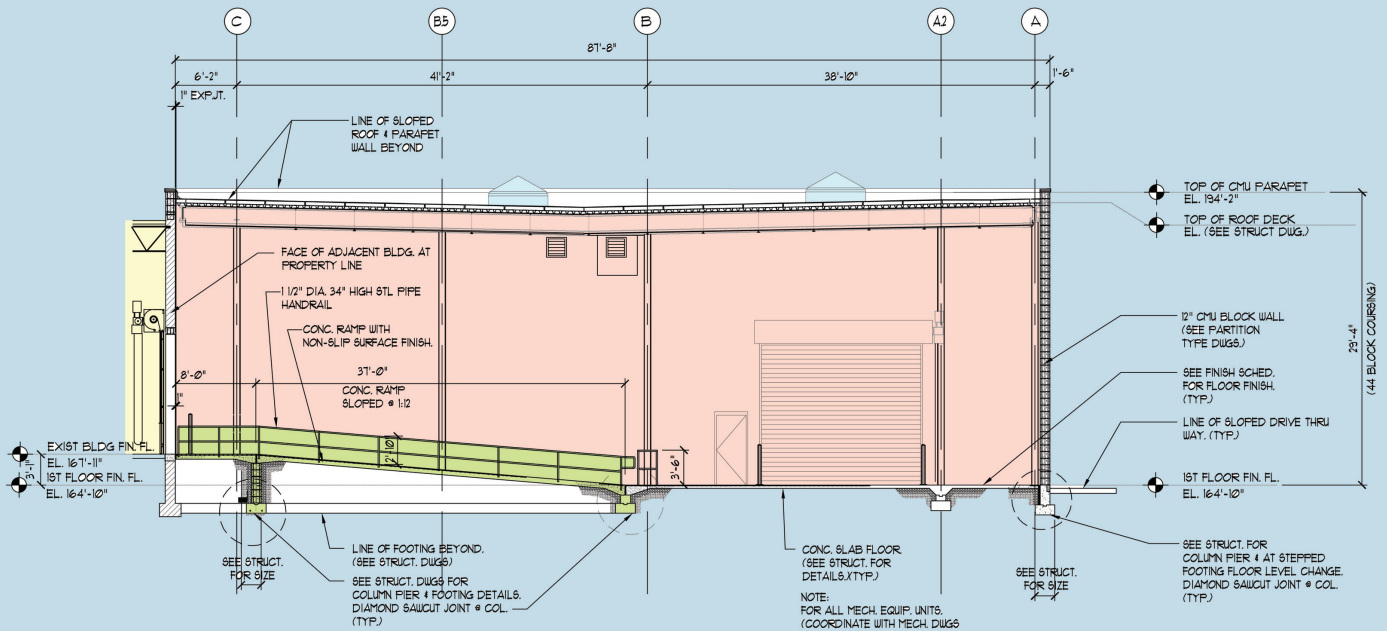 C
B.5
B
A.2
A
87'-8"
6'-2"
41'-2"
38'-10"
1'-6"
1" EXP.JT.
LINE OF SLOPED
ROOF & PARAPET
WALL BEYOND
TOP OF CMU PARAPET
EL. 194'-2"
TOP OF ROOF DECK
EL. (SEE STRUCT DWG.)
FACE OF ADJACENT BLDG. AT
PROPERTY LINE
1 1/2" DIA. 34" HIGH STL PIPE
HANDRAIL
CONC. RAMP WITH
NON-SLIP SURFACE FINISH.
12" CMU BLOCK WALL
(SEE PARTITION
TYPE DWGS.)
29'-4"
(44 BLOCK COURSING)
8'-0"
37'-0"
1"
CONC. RAMP
SLOPED @ 1:12
SEE FINISH SCHED.
FOR FLOOR FINISH.
(TYP.)
LINE OF SLOPED DRIVE THRU
WAY. (TYP.)
2'-10"
3'-6"
EXIST BLDG FIN. FL.
EL. 167'-11"
3'-1"
1ST FLOOR FIN. FL.
EL. 164'-10"
1ST FLOOR FIN. FL.
EL. 164'-10"
LINE OF FOOTING BEYOND.
(SEE STRUCT. DWGS)
SEE STRUCT.
FOR SIZE
SEE STRUCT. DWGS FOR
COLUMN PIER & FOOTING DETAILS.
DIAMOND SAWCUT JOINT @ COL.
(TYP.)
CONC. SLAB FLOOR
(SEE STRUCT. FOR
DETAILS.)(TYP.)
NOTE:
FOR ALL MECH. EQUIP. UNITS.
(COORDINATE WITH MECH. DWGS
SEE STRUCT.
FOR SIZE
SEE STRUCT. FOR
COLUMN PIER & AT STEPPED
FOOTING FLOOR LEVEL CHANGE.
DIAMOND SAWCUT JOINT @ COL.
(TYP.)